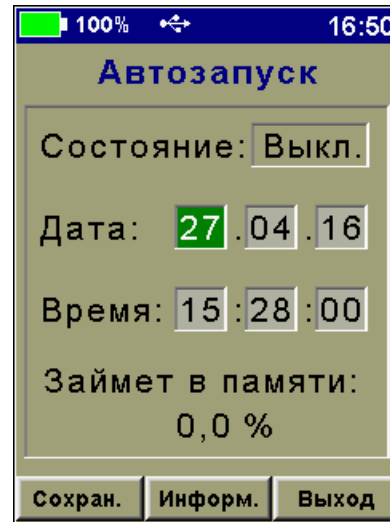 100% 16:50
Автозапуск
Состояние: Выкл.
Дата: 27.04.16
Время: 15:28:00
Займет в памяти:
0,0 %
Сохран. Информ. Выход